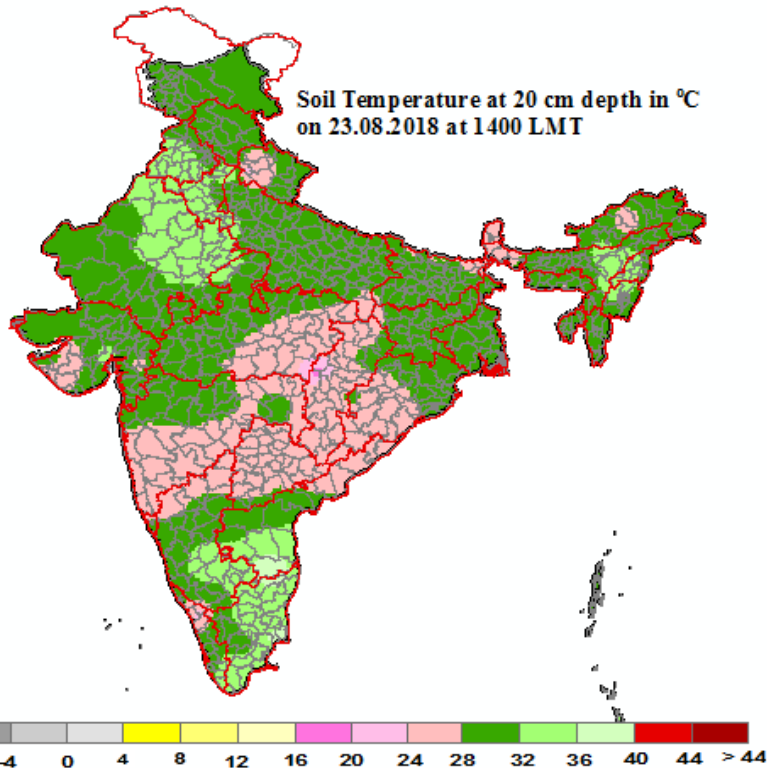 Soil Temperature at 20 cm depth in ⁰C
on 23.08.2018 at 1400 LMT
-4 0 4 8 12 16 20 24 28 32 36 40 44 > 44